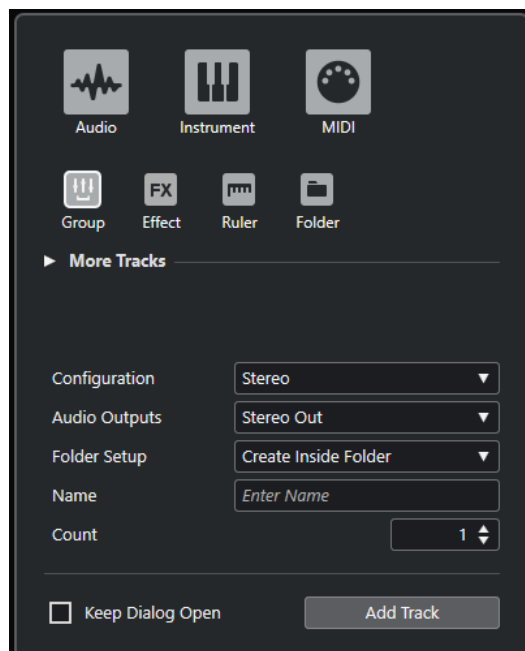 Audio Instrument MIDI
FX
Group Effect Ruler Folder
More Tracks
Configuration Stereo
Audio Outputs Stereo Out
Folder Setup Create Inside Folder
Name Enter Name
Count 1
Keep Dialog Open Add Track